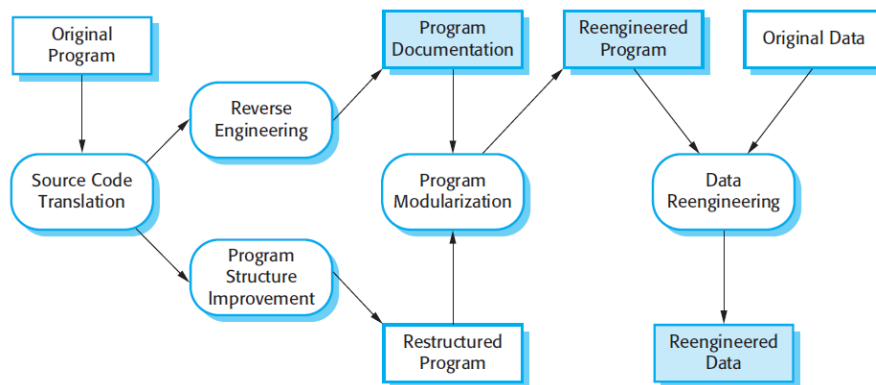 Original
Program
Program
Documentation
Reengineered
Program
Original Data
Reverse
Engineering
Source Code
Translation
Program
Modularization
Data
Reengineering
Program
Structure
Improvement
Restructured
Program
Reengineered
Data